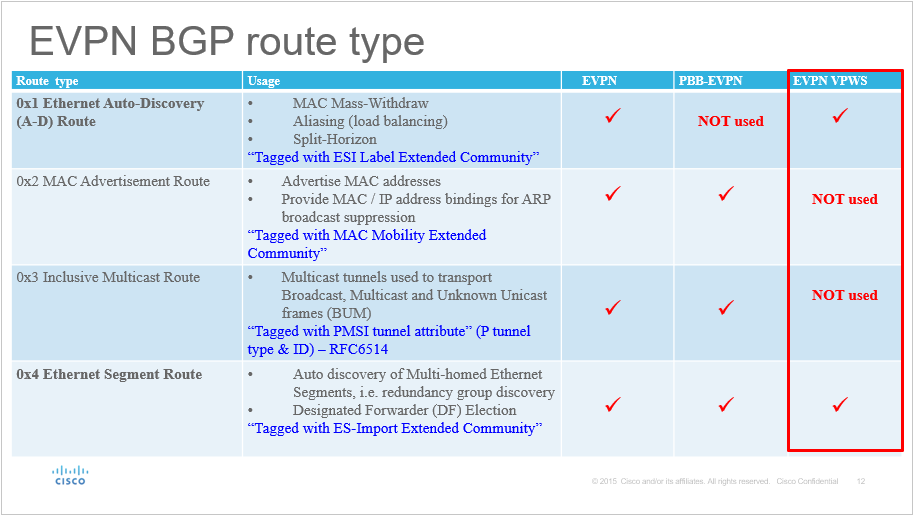 EVPN BGP route type
Route type
Usage
EVPN
PBB-EVPN
EVPN VPWS
0x1 Ethernet Auto-Discovery
(A-D) Route
• MAC Mass-Withdraw
• Aliasing (load balancing)
• Split-Horizon
“Tagged with ESI Label Extended Community”
✓
NOT used
✓
0x2 MAC Advertisement Route
• Advertise MAC addresses
• Provide MAC / IP address bindings for ARP
broadcast suppression
“Tagged with MAC Mobility Extended
Community”
✓
✓
NOT used
0x3 Inclusive Multicast Route
• Multicast tunnels used to transport
Broadcast, Multicast and Unknown Unicast
frames (BUM)
“Tagged with PMSI tunnel attribute” (P tunnel
type & ID) – RFC6514
✓
✓
NOT used
0x4 Ethernet Segment Route
• Auto discovery of Multi-homed Ethernet
Segments, i.e. redundancy group discovery
• Designated Forwarder (DF) Election
“Tagged with ES-Import Extended Community”
✓
✓
✓
CISCO
© 2015 Cisco and/or its affiliates. All rights reserved. Cisco Confidential
12